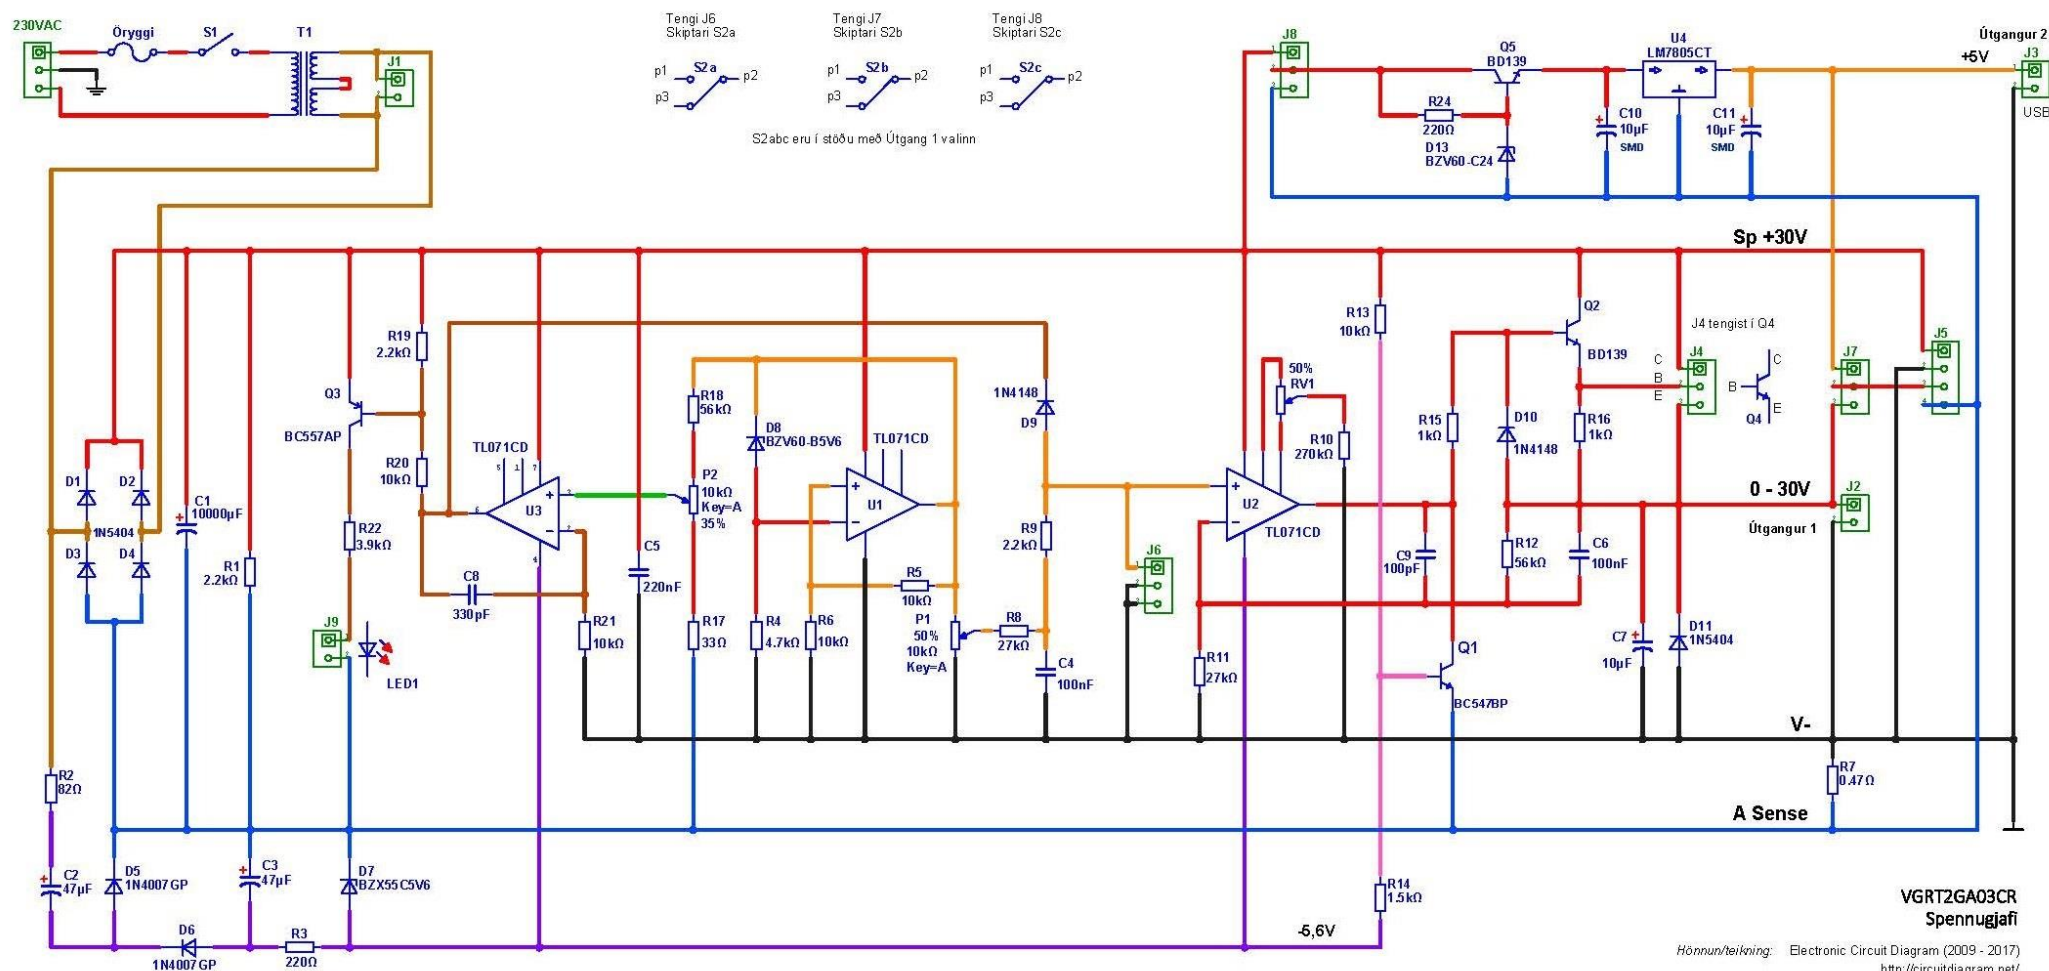 230VAC
Öryggi
S1
T1
J1
Tengi J6
Skiptari S2a
p1
S2a
p2
p3
Tengi J7
Skiptari S2b
p1
S2b
p2
p3
Tengi J8
Skiptari S2c
p1
S2c
p2
p3
S2abc eru í stöðu með Útgang 1 valinn
J8
Q5
BD139
U4
LM7805CT
Útgangur 2
+5V
J3
USB
R24
220Ω
D13
BZV60-C24
C10
10µF
SMD
C11
10µF
SMD
Sp +30V
R19
2.2kΩ
Q3
BC557AP
R20
10kΩ
TL071CD
U3
R18
56kΩ
P2
10kΩ
Key=A
35%
D8
BZV60-B5V6
TL071CD
U1
1N4148
D9
50%
RV1
R10
270kΩ
R13
10kΩ
U2
TL071CD
R15
1kΩ
D10
1N4148
Q2
BD139
R16
1kΩ
J4 tengist í Q4
C
B
E
J4
C
B
E
Q4
J7
J5
0 - 30V
J2
Útgangur 1
D1
D2
1N5404
D3
D4
C1
10000µF
R1
2.2kΩ
R22
3.9kΩ
J9
LED1
C8
330pF
R21
10kΩ
C5
220nF
R17
33Ω
R4
4.7kΩ
R6
10kΩ
R5
10kΩ
P1
50%
10kΩ
Key=A
R8
27kΩ
R9
2.2kΩ
C4
100nF
J6
R11
27kΩ
C9
100pF
R12
56kΩ
C6
100nF
Q1
BC547BP
C7
10µF
D11
1N5404
V-
R7
0.47Ω
A Sense
R2
82Ω
C2
47µF
D5
1N4007GP
D6
1N4007GP
C3
47µF
R3
220Ω
D7
BZX55C5V6
R14
1.5kΩ
-5,6V
VGRT2GA03CR
Spennugjafi
Hönnun/teikning: Electronic Circuit Diagram (2009 - 2017)
http://circuitdiagram.net/